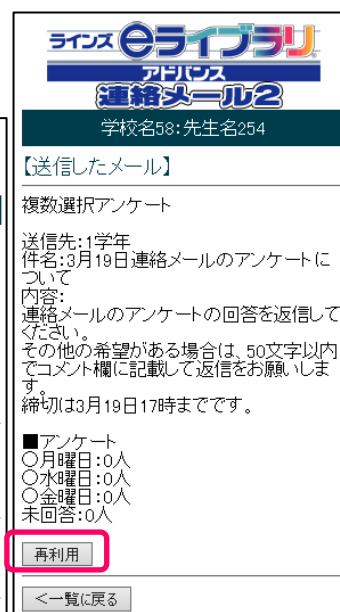 ラインズ eライブラリ
アドバンス
連絡メール2
学校名58:先生名254
【送信したメール】
複数選択アンケート
送信先:1学年
件名:3月19日連絡メールのアンケートに
ついて
内容:
連絡メールのアンケートの回答を返信して
ください。
その他の希望がある場合は、50文字以内
でコメント欄に記載して返信をお願いしま
す。
締切は3月19日17時までです。
■アンケート
○月曜日:0人
○水曜日:0人
○金曜日:0人
未回答:0人
再利用
<一覧に戻る